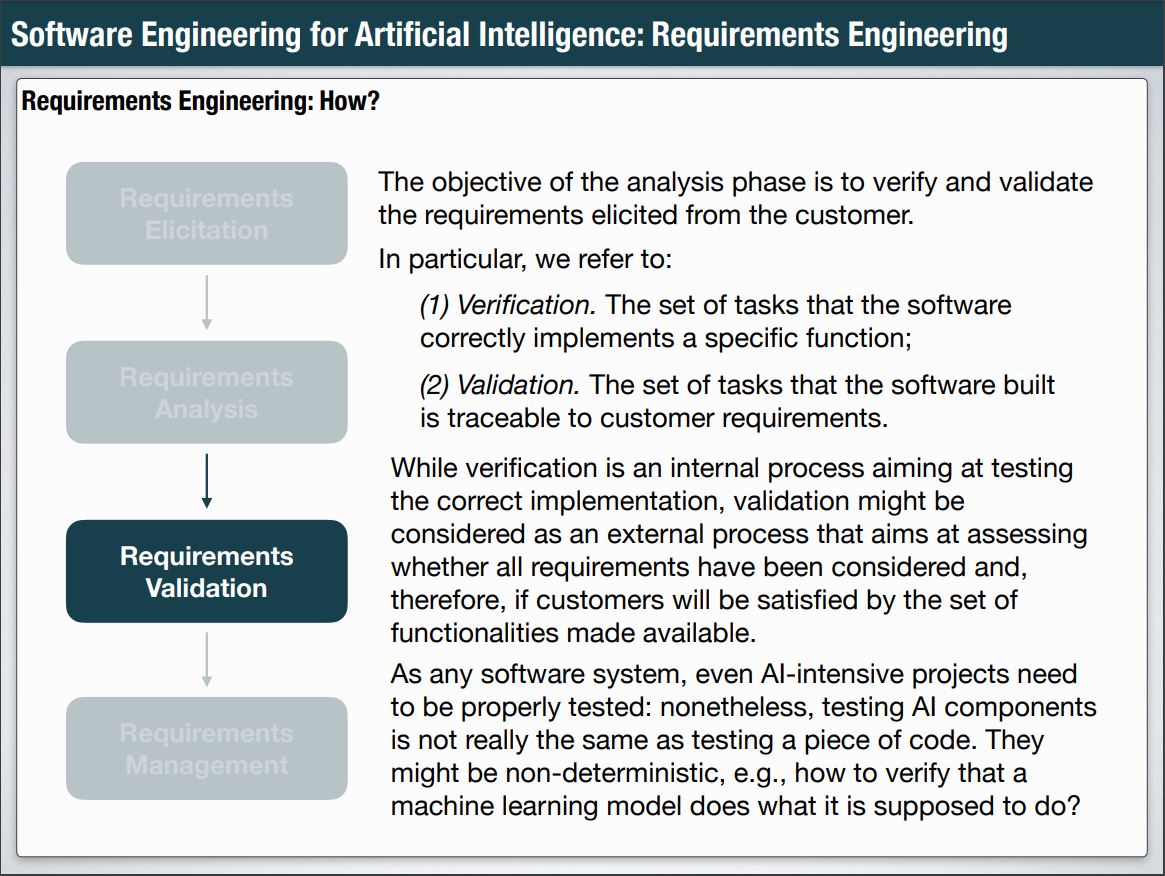 Software Engineering for Artificial Intelligence: Requirements Engineering
Requirements Engineering: How?
Requirements
Elicitation
Requirements
Analysis
Requirements
Validation
Requirements
Management
The objective of the analysis phase is to verify and validate
the requirements elicited from the customer.
In particular, we refer to:
(1) Verification. The set of tasks that the software
correctly implements a specific function;
(2) Validation. The set of tasks that the software built
is traceable to customer requirements.
While verification is an internal process aiming at testing
the correct implementation, validation might be
considered as an external process that aims at assessing
whether all requirements have been considered and,
therefore, if customers will be satisfied by the set of
functionalities made available.
As any software system, even AI-intensive projects need
to be properly tested: nonetheless, testing AI components
is not really the same as testing a piece of code. They
might be non-deterministic, e.g., how to verify that a
machine learning model does what it is supposed to do?